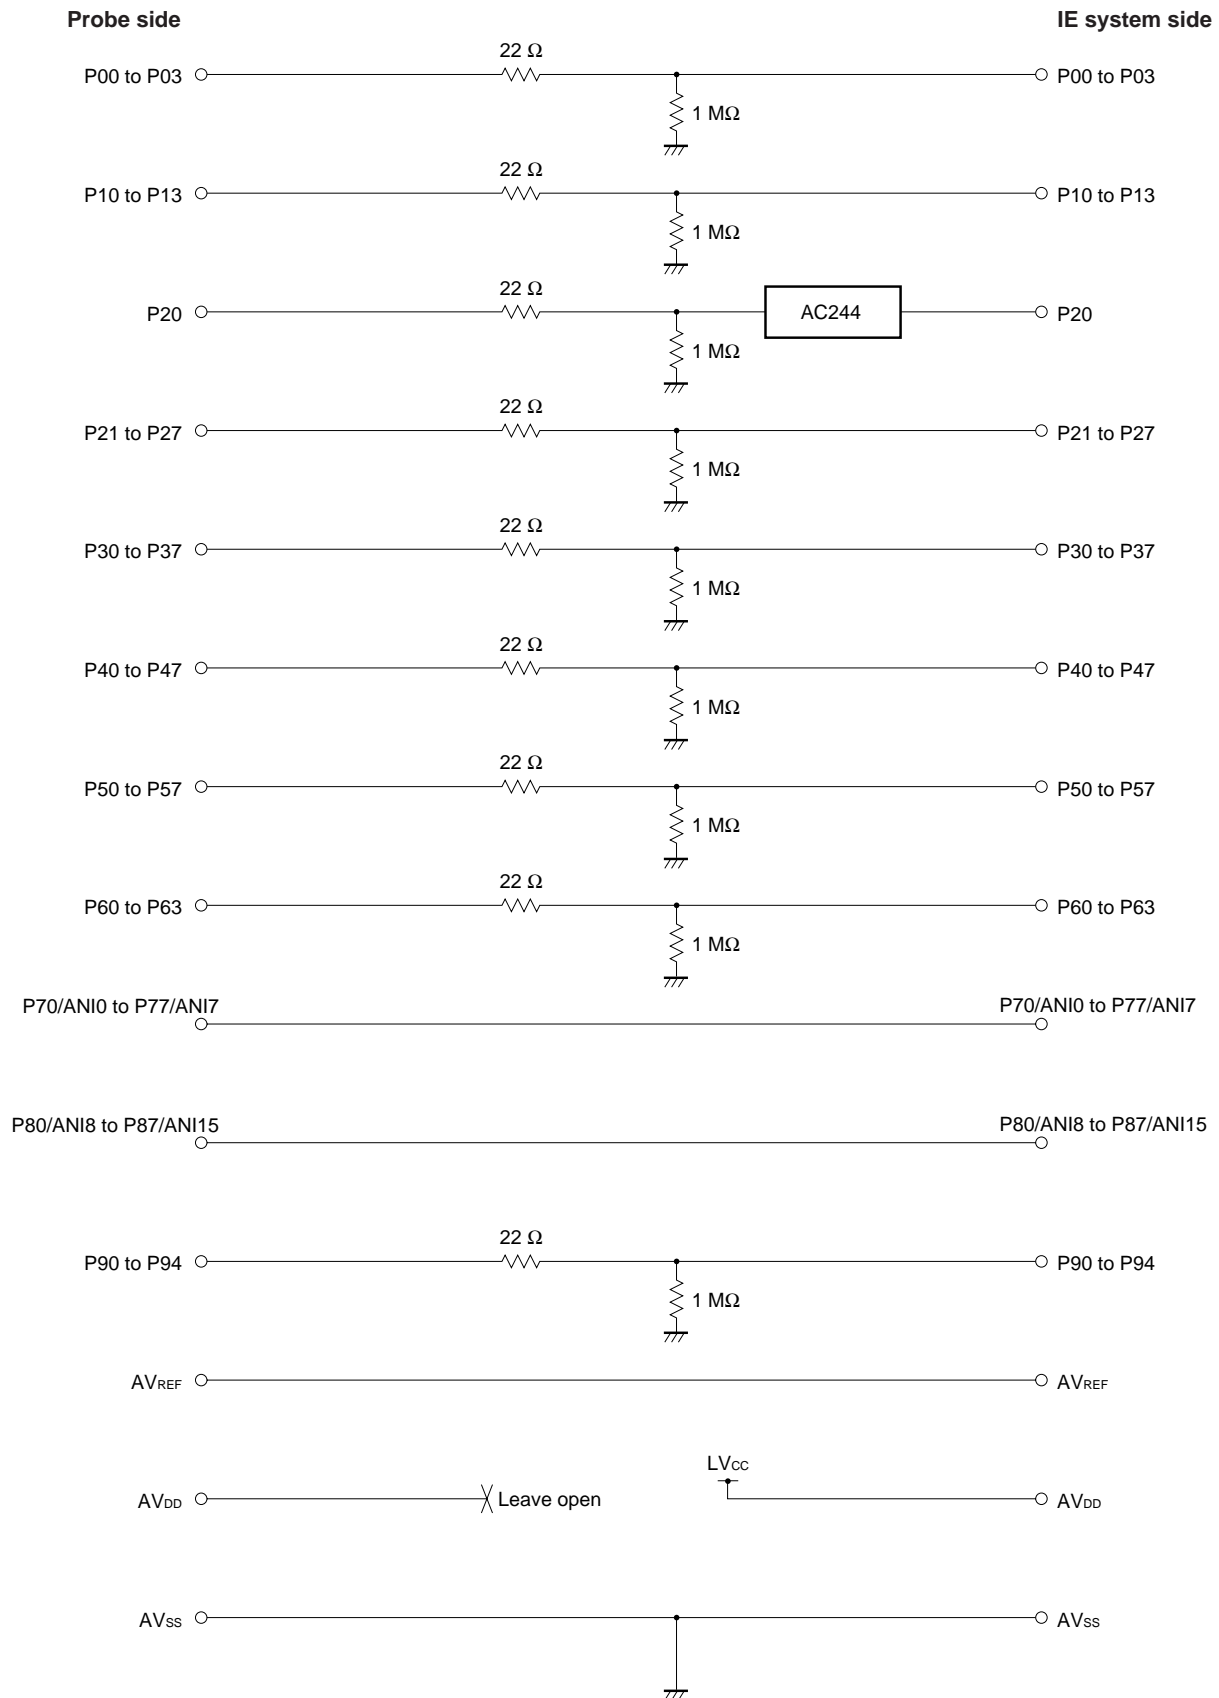 Probe side
IE system side
22 Ω
P00 to P03
P00 to P03
1 MΩ
22 Ω
P10 to P13
P10 to P13
1 MΩ
22 Ω
P20
AC244
P20
1 MΩ
22 Ω
P21 to P27
P21 to P27
1 MΩ
22 Ω
P30 to P37
P30 to P37
1 MΩ
22 Ω
P40 to P47
P40 to P47
1 MΩ
22 Ω
P50 to P57
P50 to P57
1 MΩ
22 Ω
P60 to P63
P60 to P63
1 MΩ
P70/ANI0 to P77/ANI7
P70/ANI0 to P77/ANI7
P80/ANI8 to P87/ANI15
P80/ANI8 to P87/ANI15
22 Ω
P90 to P94
P90 to P94
1 MΩ
AVREF
AVREF
LVCC
AVDD
Leave open
AVDD
AVSS
AVSS